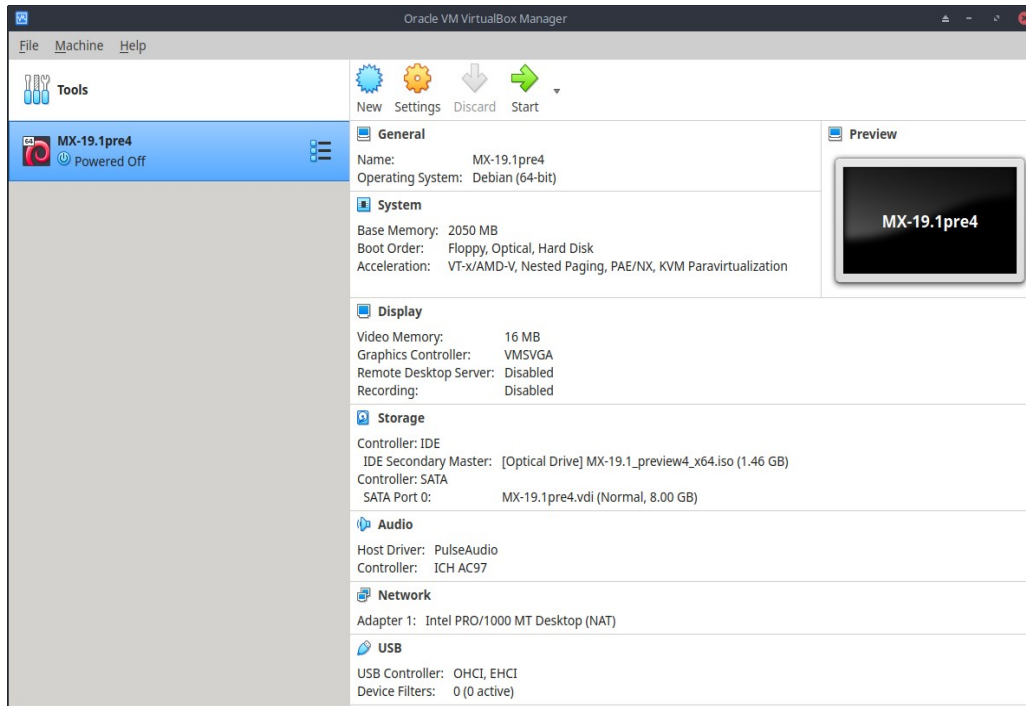 Oracle VM VirtualBox Manager
File Machine Help
Tools
New Settings Discard Start
64
MX-19.1pre4
Powered Off
General
Name: MX-19.1pre4
Operating System: Debian (64-bit)
Preview
MX-19.1pre4
System
Base Memory: 2050 MB
Boot Order: Floppy, Optical, Hard Disk
Acceleration: VT-x/AMD-V, Nested Paging, PAE/NX, KVM Paravirtualization
Display
Video Memory: 16 MB
Graphics Controller: VMSVGA
Remote Desktop Server: Disabled
Recording: Disabled
Storage
Controller: IDE
IDE Secondary Master: [Optical Drive] MX-19.1_preview4_x64.iso (1.46 GB)
Controller: SATA
SATA Port 0: MX-19.1pre4.vdi (Normal, 8.00 GB)
Audio
Host Driver: PulseAudio
Controller: ICH AC97
Network
Adapter 1: Intel PRO/1000 MT Desktop (NAT)
USB
USB Controller: OHCI, EHCI
Device Filters: 0 (0 active)